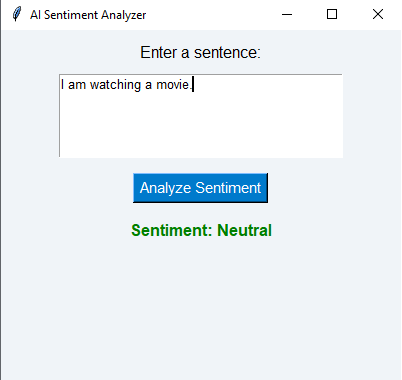 AI Sentiment Analyzer
Enter a sentence:
I am watching a movie.
Analyze Sentiment
Sentiment: Neutral